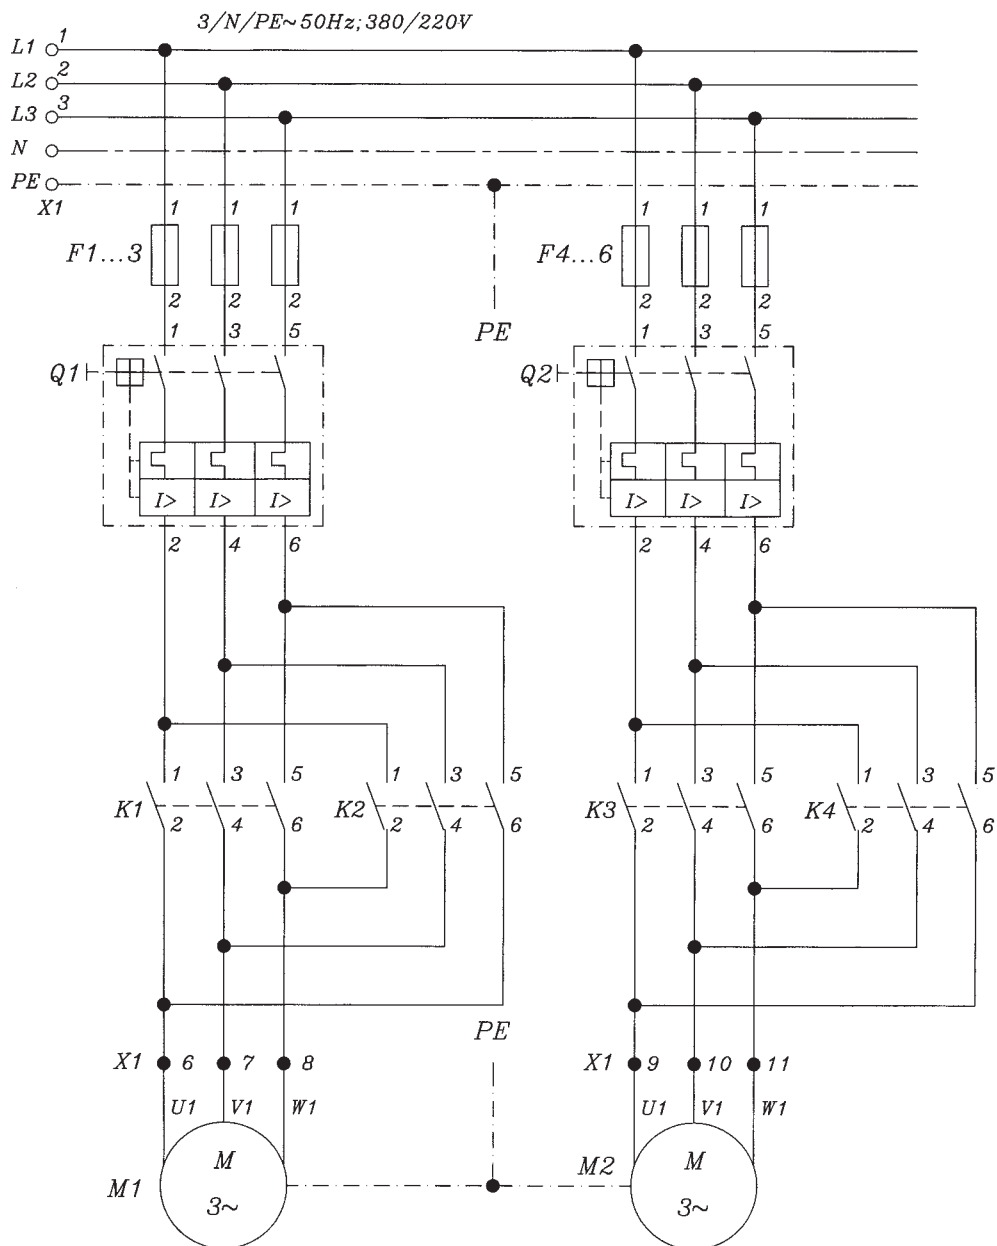 3/N/PE~50Hz; 380/220V
L1 1
L2 2
L3 3
N
PE
X1
1 1 1 1 1 1
F1...3 F4...6
2 2 2 2 2 2
PE
1 3 5 1 3 5
Q1 Q2
I> I> I> I> I> I>
2 4 6 2 4 6
1 3 5 1 3 5 1 3 5 1 3 5
K1 K2 K3 K4
2 4 6 2 4 6 2 4 6 2 4 6
PE
X1 6 7 8 X1 9 10 11
U1 V1 W1 U1 V1 W1
M1 M M2 M
3~ 3~